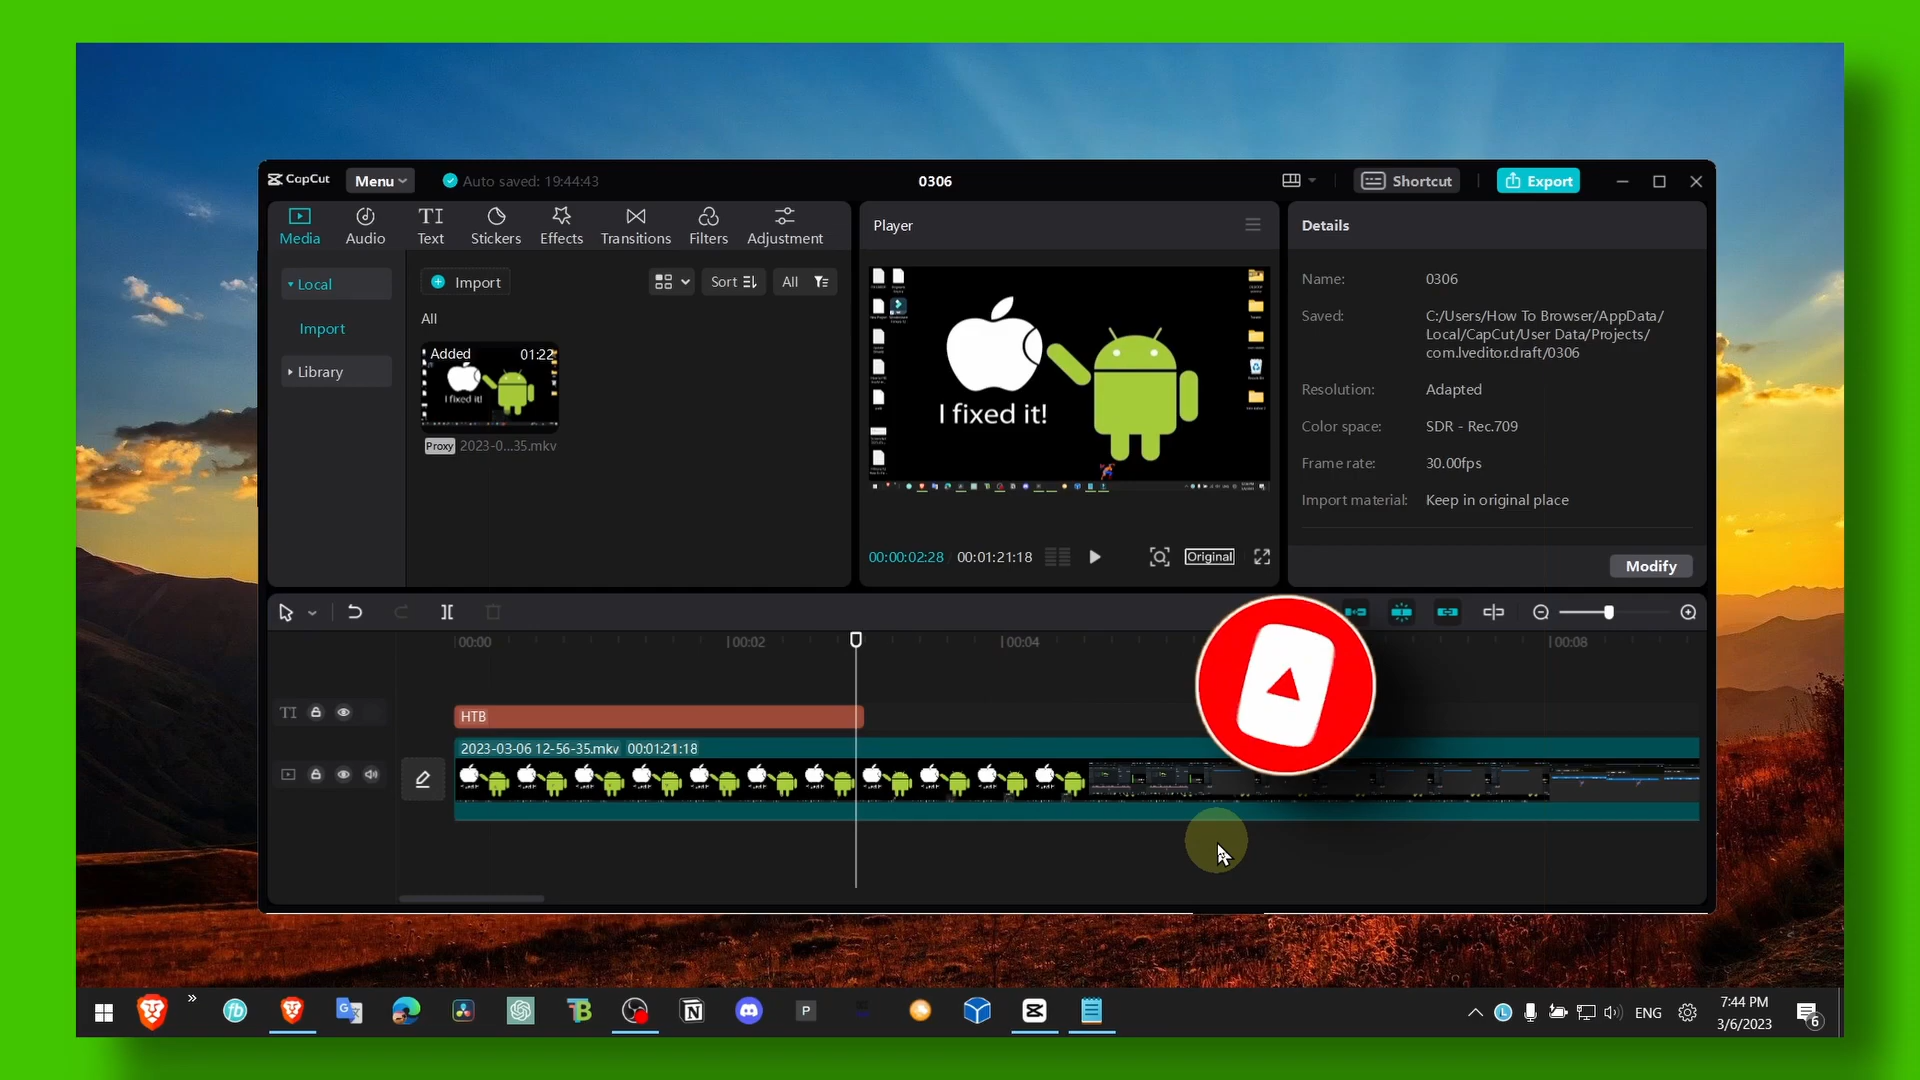 CapCut
Menu
Auto saved: 19:44:43
0306
Shortcut
Export
Media
Audio
TI
Text
Stickers
Effects
Transitions
Filters
Adjustment
Player
Details
Local
Import
Library
Import
Sort
All
All
Added
01:22
I fixed it!
Proxy
2023-0...35.mkv
I fixed it!
00:00:02:28
00:01:21:18
Original
Name:
0306
Saved:
C:/Users/How To Browser/AppData/
Local/CapCut/User Data/Projects/
com.lveditor.draft/0306
Resolution:
Adapted
Color space:
SDR - Rec.709
Frame rate:
30.00fps
Import material:
Keep in original place
Modify
00:00
00:02
00:04
00:08
TI
HTB
2023-03-06 12-56-35.mkv 00:01:21:18
ENG
7:44 PM
3/6/2023
6